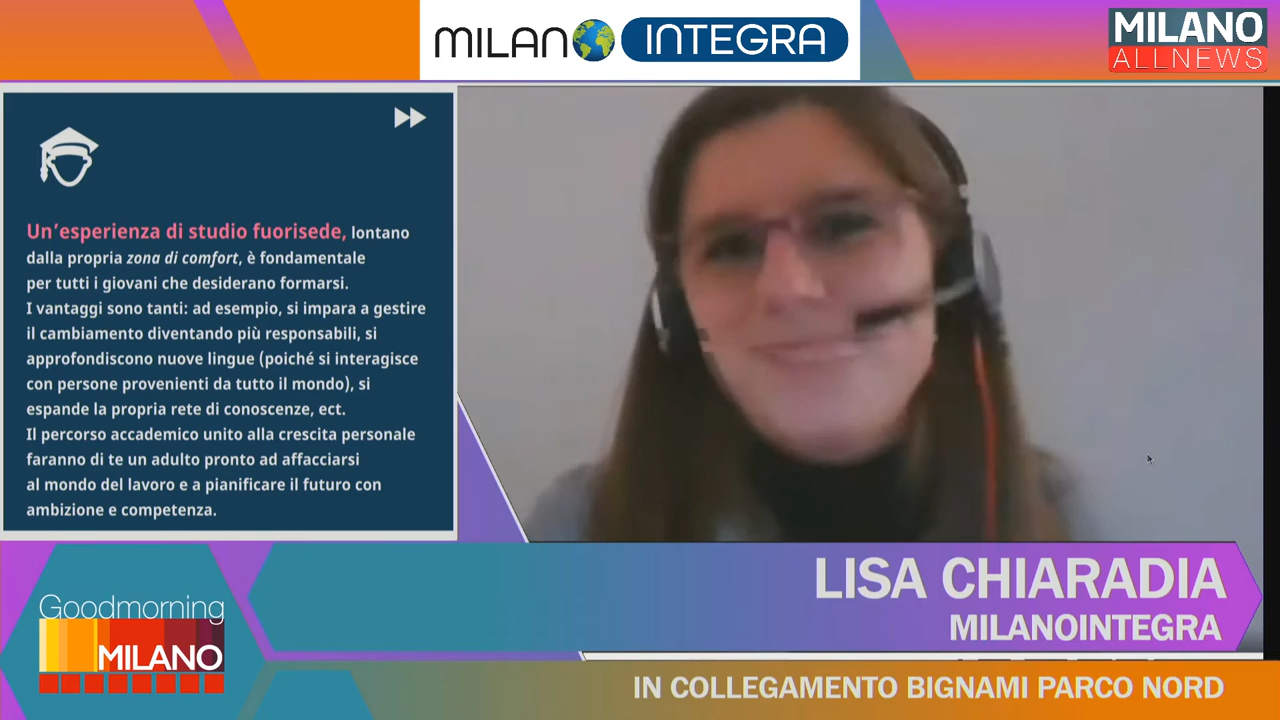 MILANO INTEGRA
MILANO
ALLNEWS
Un'esperienza di studio fuorisede, lontano
dalla propria zona di comfort, è fondamentale
per tutti i giovani che desiderano formarsi.
I vantaggi sono tanti: ad esempio, si impara a gestire
il cambiamento diventando più responsabili, si
approfondiscono nuove lingue (poiché si interagisce
con persone provenienti da tutto il mondo), si
espande la propria rete di conoscenze, ect.
Il percorso accademico unito alla crescita personale
faranno di te un adulto pronto ad affacciarsi
al mondo del lavoro e a pianificare il futuro con
ambizione e competenza.
LISA CHIARADIA
MILANOINTEGRA
Goodmorning
MILANO
IN COLLEGAMENTO BIGNAMI PARCO NORD